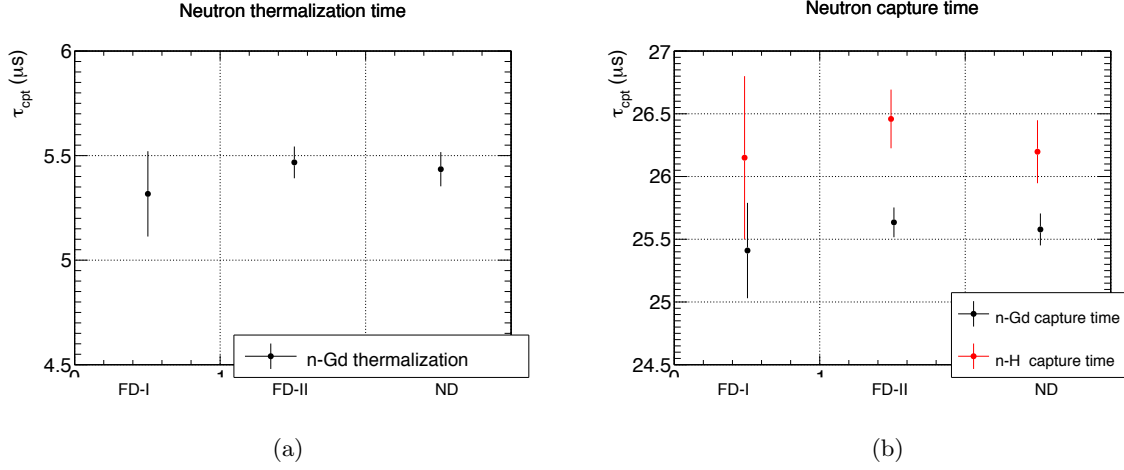 Neutron thermalization time
τcpt (μs)
6
5.5
5
4.5
0
1
FD-I
FD-II
ND
n-Gd thermalization
(a)
Neutron capture time
τcpt (μs)
27
26.5
26
25.5
25
24.5
0
1
FD-I
FD-II
ND
n-Gd capture time
n-H capture time
(b)